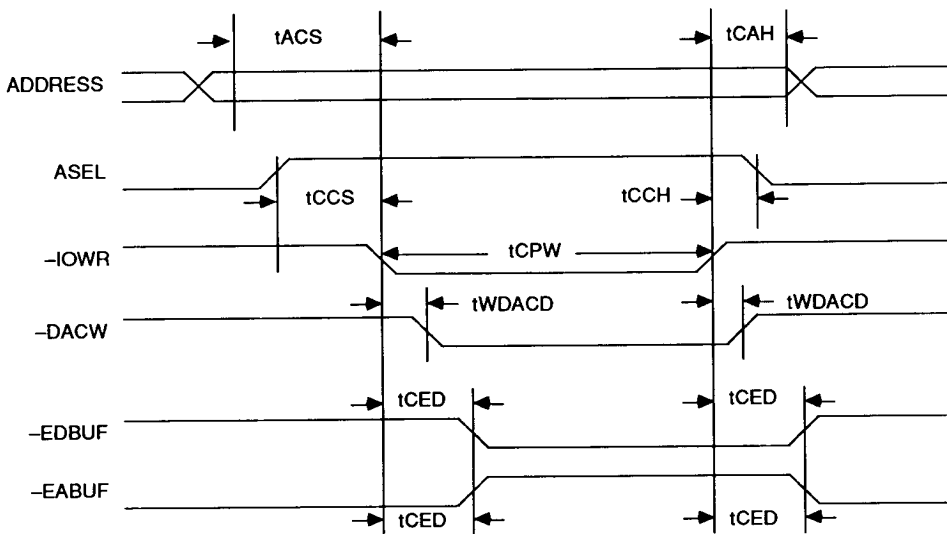 tACS
tCAH
ADDRESS
ASEL
tCCS
tCCH
–IOWR
tCPW
tWDACD
tWDACD
–DACW
tCED
tCED
–EDBUF
–EABUF
tCED
tCED